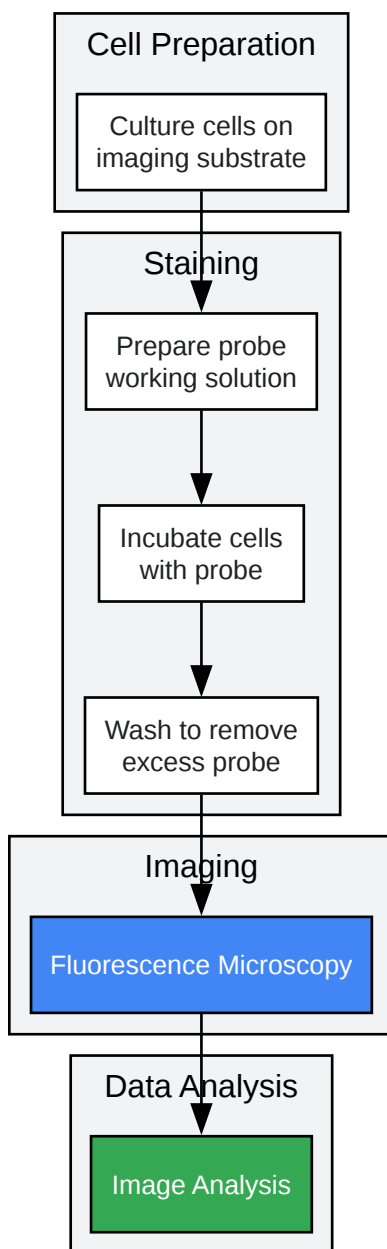 Cell Preparation
Culture cells on
imaging substrate
Staining
Prepare probe
working solution
Incubate cells
with probe
Wash to remove
excess probe
Imaging
Fluorescence Microscopy
Data Analysis
Image Analysis